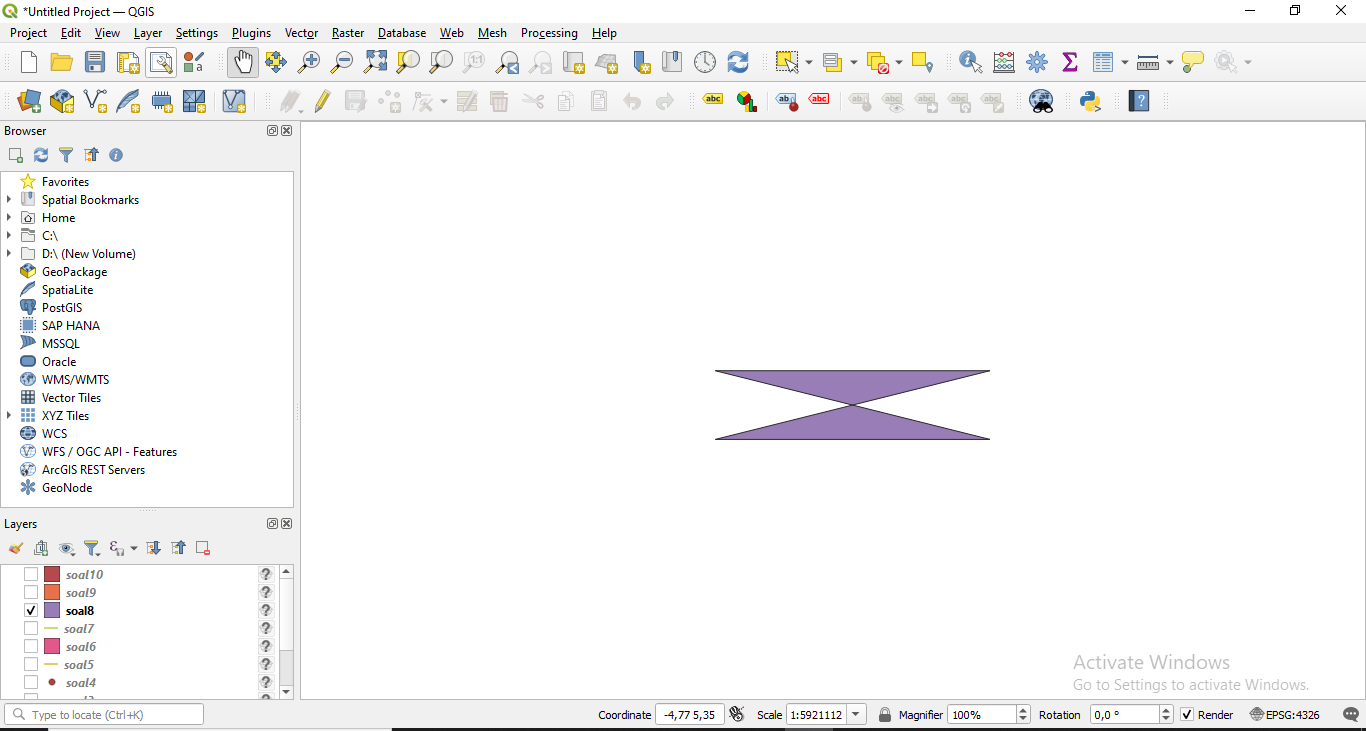 *Untitled Project — QGIS
Project Edit View Layer Settings Plugins Vector Raster Database Web Mesh Processing Help
Browser
Favorites
Spatial Bookmarks
Home
C:\
D:\ (New Volume)
GeoPackage
SpatiaLite
PostGIS
SAP HANA
MSSQL
Oracle
WMS/WMTS
Vector Tiles
XYZ Tiles
WCS
WFS / OGC API - Features
ArcGIS REST Servers
GeoNode
Layers
soal10
soal9
soal8
soal7
soal6
soal5
soal4
Activate Windows
Go to Settings to activate Windows.
Type to locate (Ctrl+K) Coordinate -4,77 5,35 Scale 1:5921112 Magnifier 100% Rotation 0,0 ° Render EPSG:4326